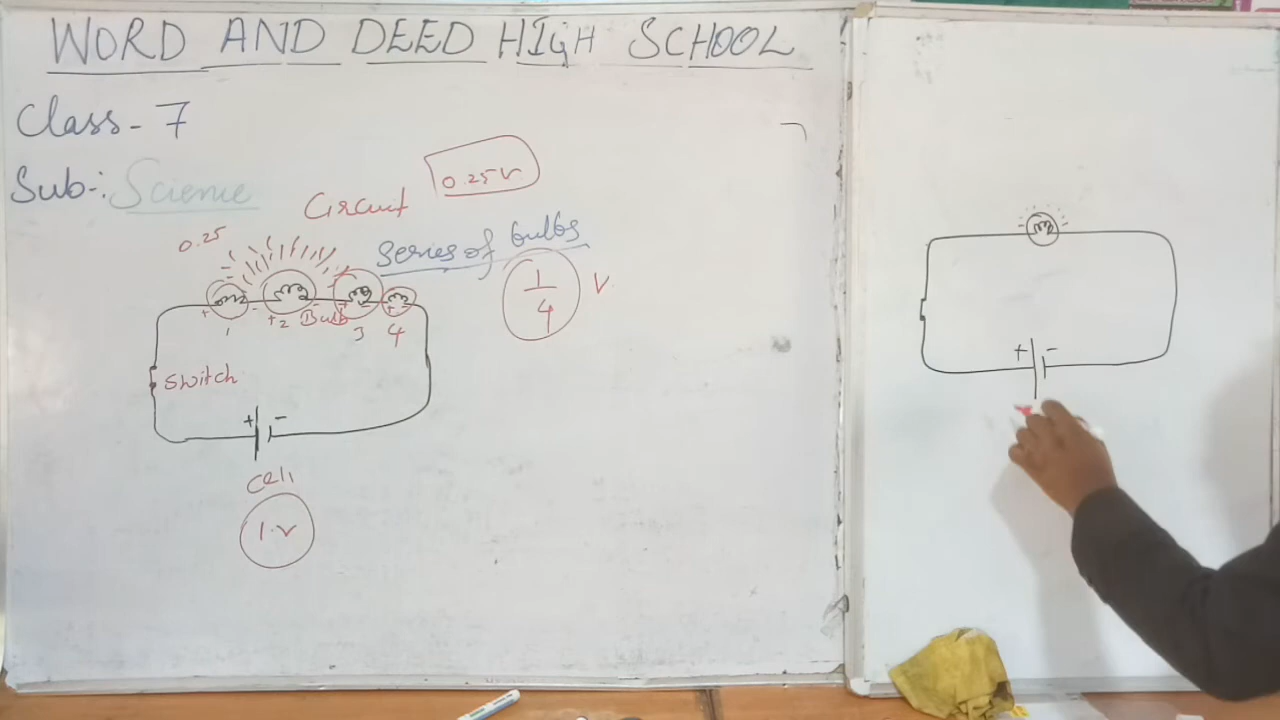 WORD AND DEED HIGH SCHOOL
Class - 7
Sub-: Science
Circuit
0.25 V
0.25
Series of bulbs
1/4 V
+ - + 2 Bulb - + 3 + 4
1
Switch
+ -
Cell
1.V
+ -